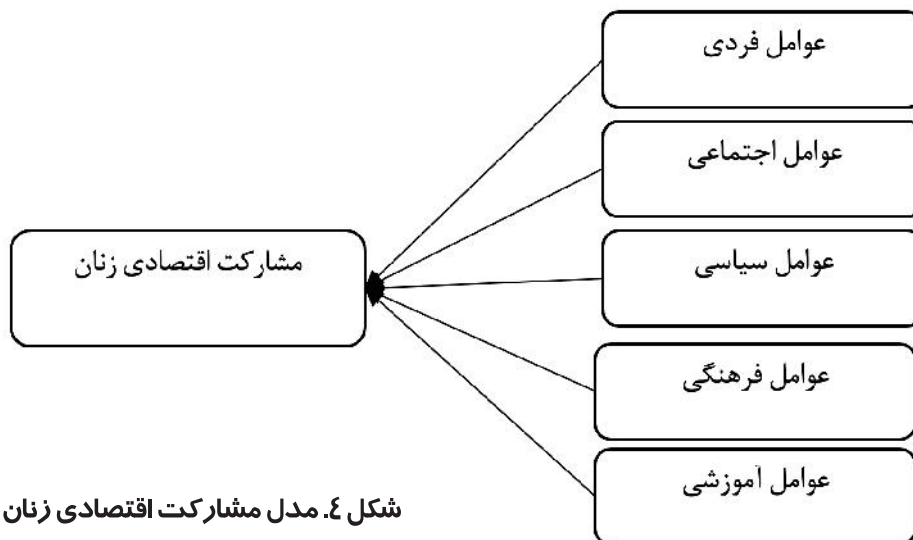 عوامل فردی
عوامل اجتماعی
عوامل سیاسی
عوامل فرهنگی
عوامل آموزشی
مشارکت اقتصادی زنان
شکل ٤. مدل مشارکت اقتصادی زنان